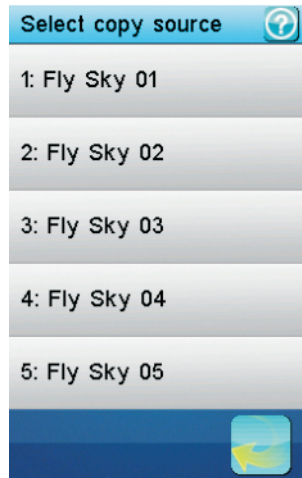 Select copy source ?
1: Fly Sky 01
2: Fly Sky 02
3: Fly Sky 03
4: Fly Sky 04
5: Fly Sky 05